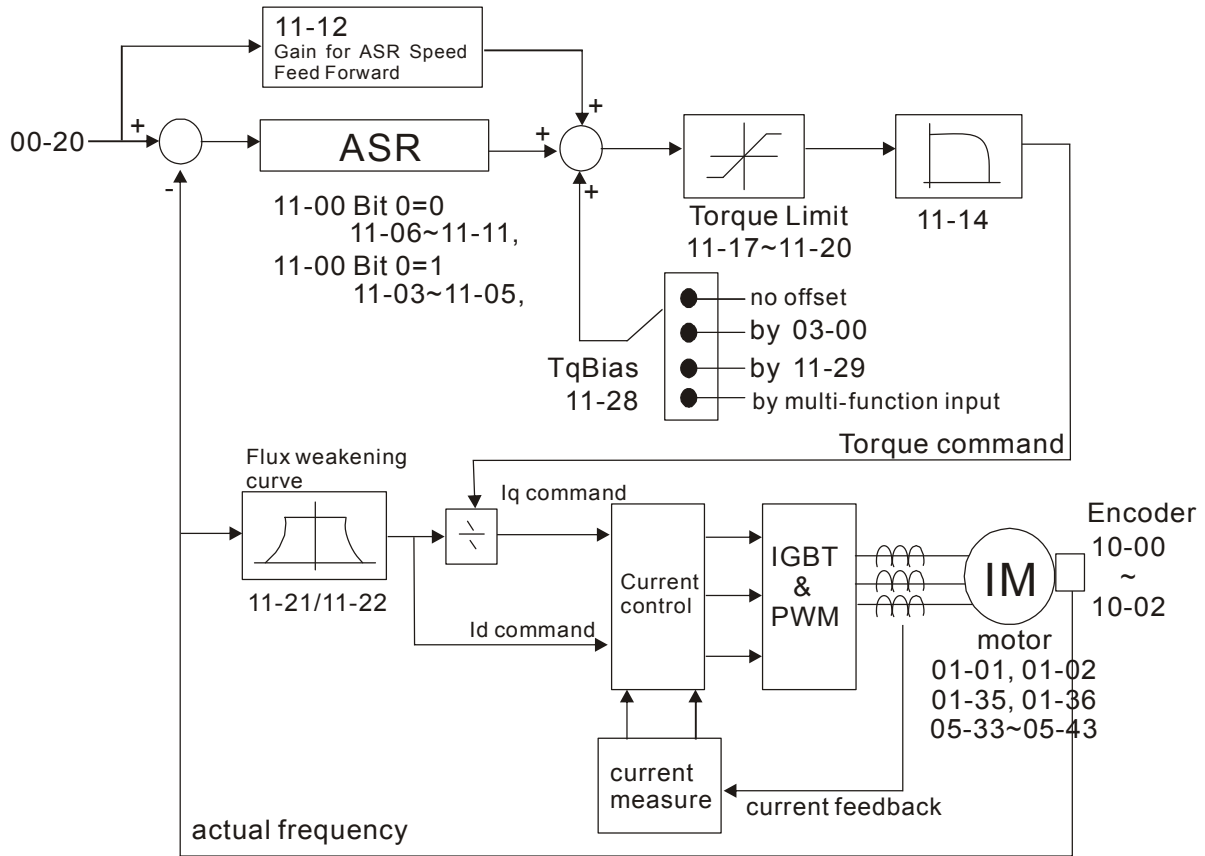 11-12
Gain for ASR Speed
Feed Forward
+
00-20
+
-
ASR
+
+
11-00 Bit 0=0
11-06~11-11,
11-00 Bit 0=1
11-03~11-05,
Torque Limit
11-17~11-20
11-14
TqBias
11-28
no offset
by 03-00
by 11-29
by multi-function input
Torque command
Flux weakening
curve
11-21/11-22
Iq command
Id command
Current
control
IGBT
&
PWM
IM
motor
01-01, 01-02
01-35, 01-36
05-33~05-43
Encoder
10-00
~
10-02
current
measure
current feedback
actual frequency